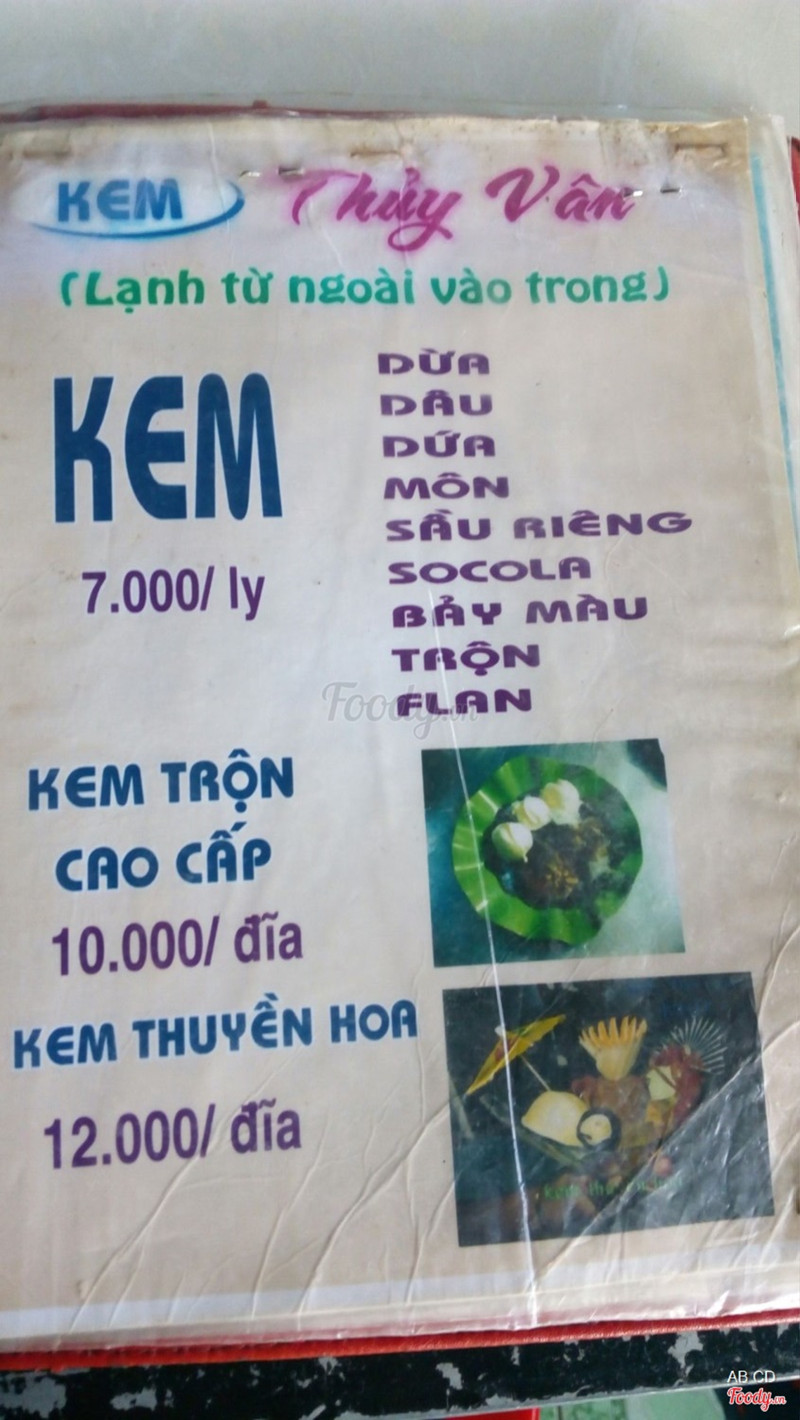 KEM Thủy Vân
(Lạnh từ ngoài vào trong)
KEM
7.000/ ly
DỪA
DÂU
DỨA
MÔN
SẦU RIÊNG
SOCOLA
BẢY MÀU
TRỘN
FLAN
Foody.vn
KEM TRỘN
CAO CẤP
10.000/ đĩa
KEM THUYỀN HOA
12.000/ đĩa
AB CD
Foody.vn